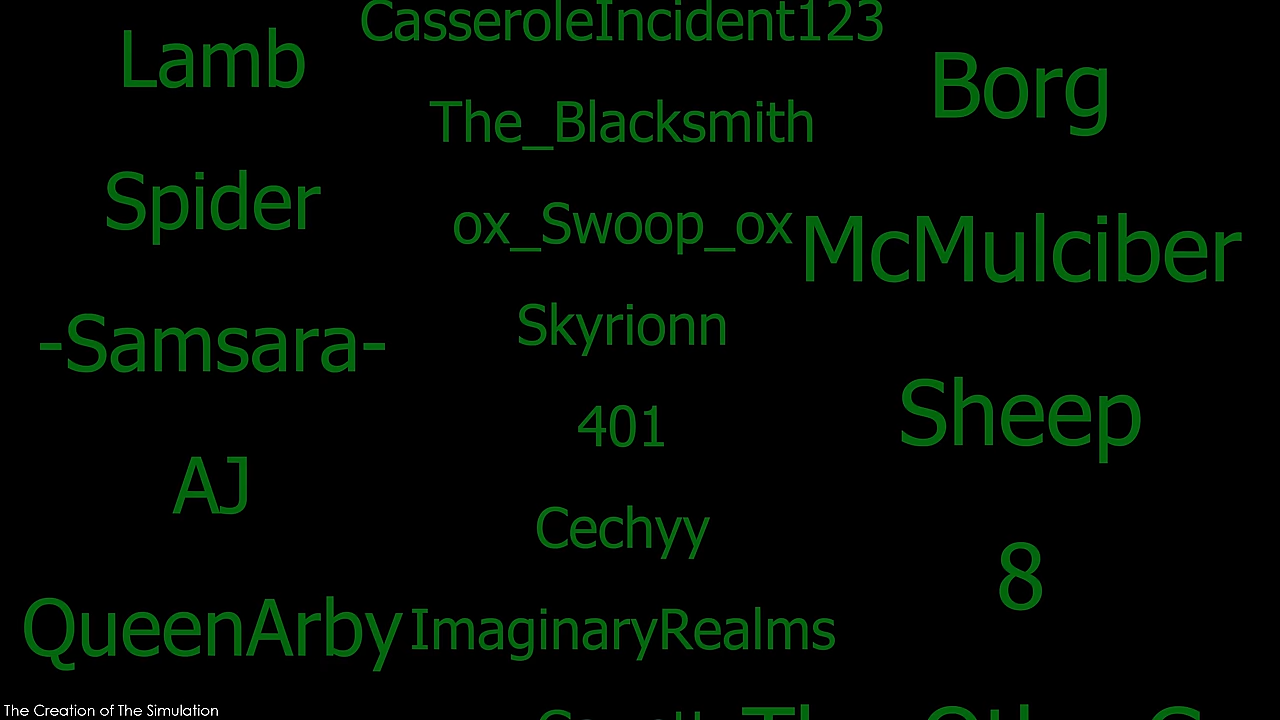 Lamb
Spider
-Samsara-
AJ
QueenArby
CasseroleIncident123
The_Blacksmith
ox_Swoop_ox
Skyrionn
401
Cechyy
ImaginaryRealms
Borg
McMulciber
Sheep
8
The Creation of The Simulation